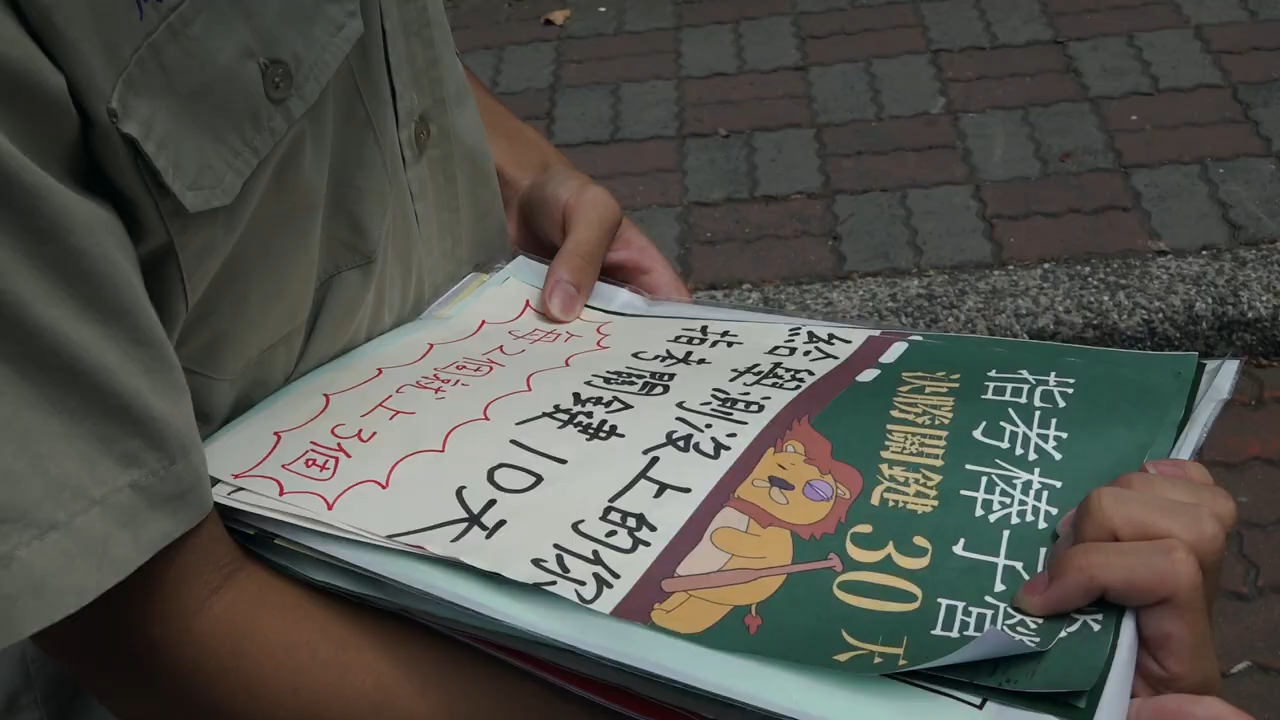 指考棒子營
決勝關鍵30天
給學測沒上的你
指考關鍵10天
每2個就上3個